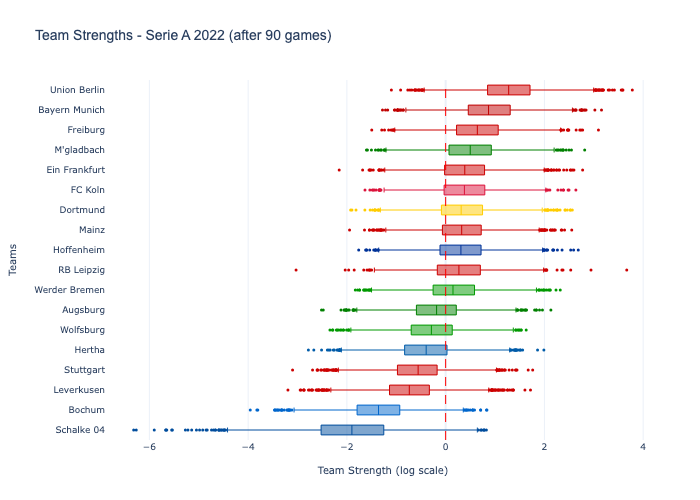 Team Strengths - Serie A 2022 (after 90 games)
Union Berlin
Bayern Munich
Freiburg
M'gladbach
Ein Frankfurt
FC Koln
Dortmund
Mainz
Hoffenheim
RB Leipzig
Werder Bremen
Augsburg
Wolfsburg
Hertha
Stuttgart
Leverkusen
Bochum
Schalke 04
Teams
−6 −4 −2 0 2 4
Team Strength (log scale)